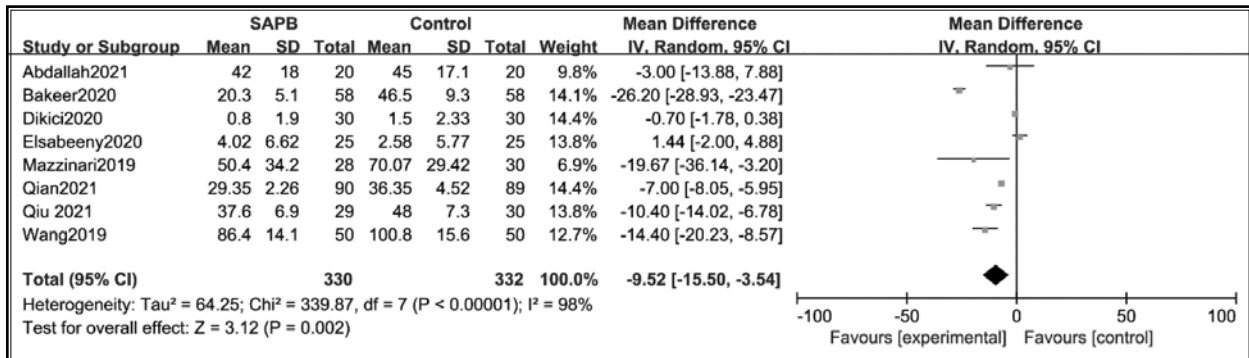 SAPB Control Mean Difference Mean Difference
Study or Subgroup Mean SD Total Mean SD Total Weight IV, Random, 95% CI IV, Random, 95% CI
Abdallah2021 42 18 20 45 17.1 20 9.8% -3.00 [-13.88, 7.88]
Bakeer2020 20.3 5.1 58 46.5 9.3 58 14.1% -26.20 [-28.93, -23.47]
Dikici2020 0.8 1.9 30 1.5 2.33 30 14.4% -0.70 [-1.78, 0.38]
Elsabeeny2020 4.02 6.62 25 2.58 5.77 25 13.8% 1.44 [-2.00, 4.88]
Mazzinari2019 50.4 34.2 28 70.07 29.42 30 6.9% -19.67 [-36.14, -3.20]
Qian2021 29.35 2.26 90 36.35 4.52 89 14.4% -7.00 [-8.05, -5.95]
Qiu 2021 37.6 6.9 29 48 7.3 30 13.8% -10.40 [-14.02, -6.78]
Wang2019 86.4 14.1 50 100.8 15.6 50 12.7% -14.40 [-20.23, -8.57]
Total (95% CI) 330 332 100.0% -9.52 [-15.50, -3.54]
Heterogeneity: Tau² = 64.25; Chi² = 339.87, df = 7 (P < 0.00001); I² = 98%
Test for overall effect: Z = 3.12 (P = 0.002)
-100 -50 0 50 100
Favours [experimental] Favours [control]